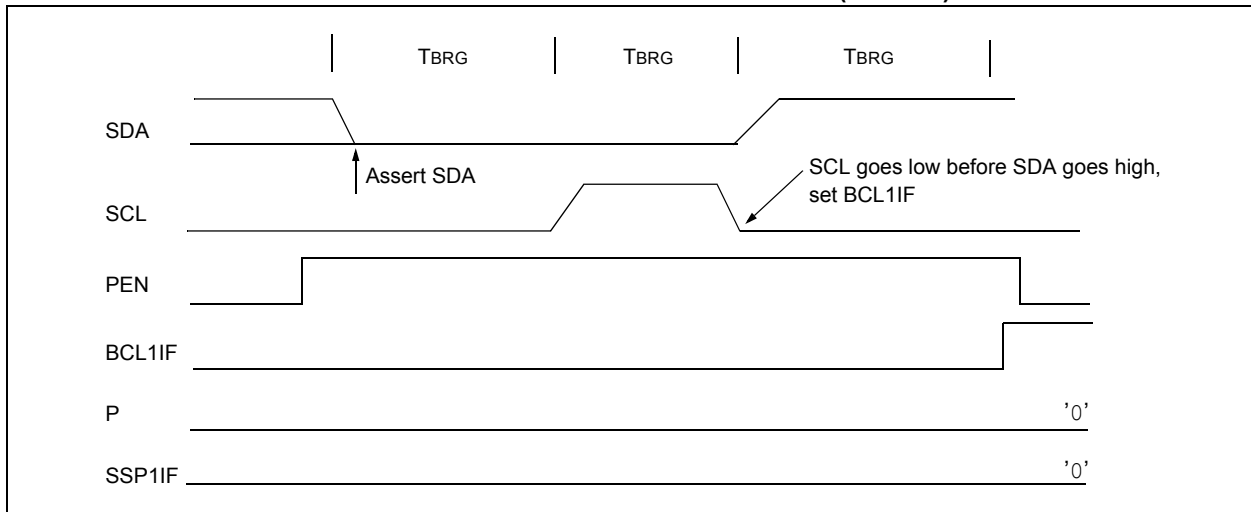 TBRG TBRG TBRG
SDA
Assert SDA
SCL goes low before SDA goes high,
set BCL1IF
SCL
PEN
BCL1IF
P '0'
SSP1IF '0'